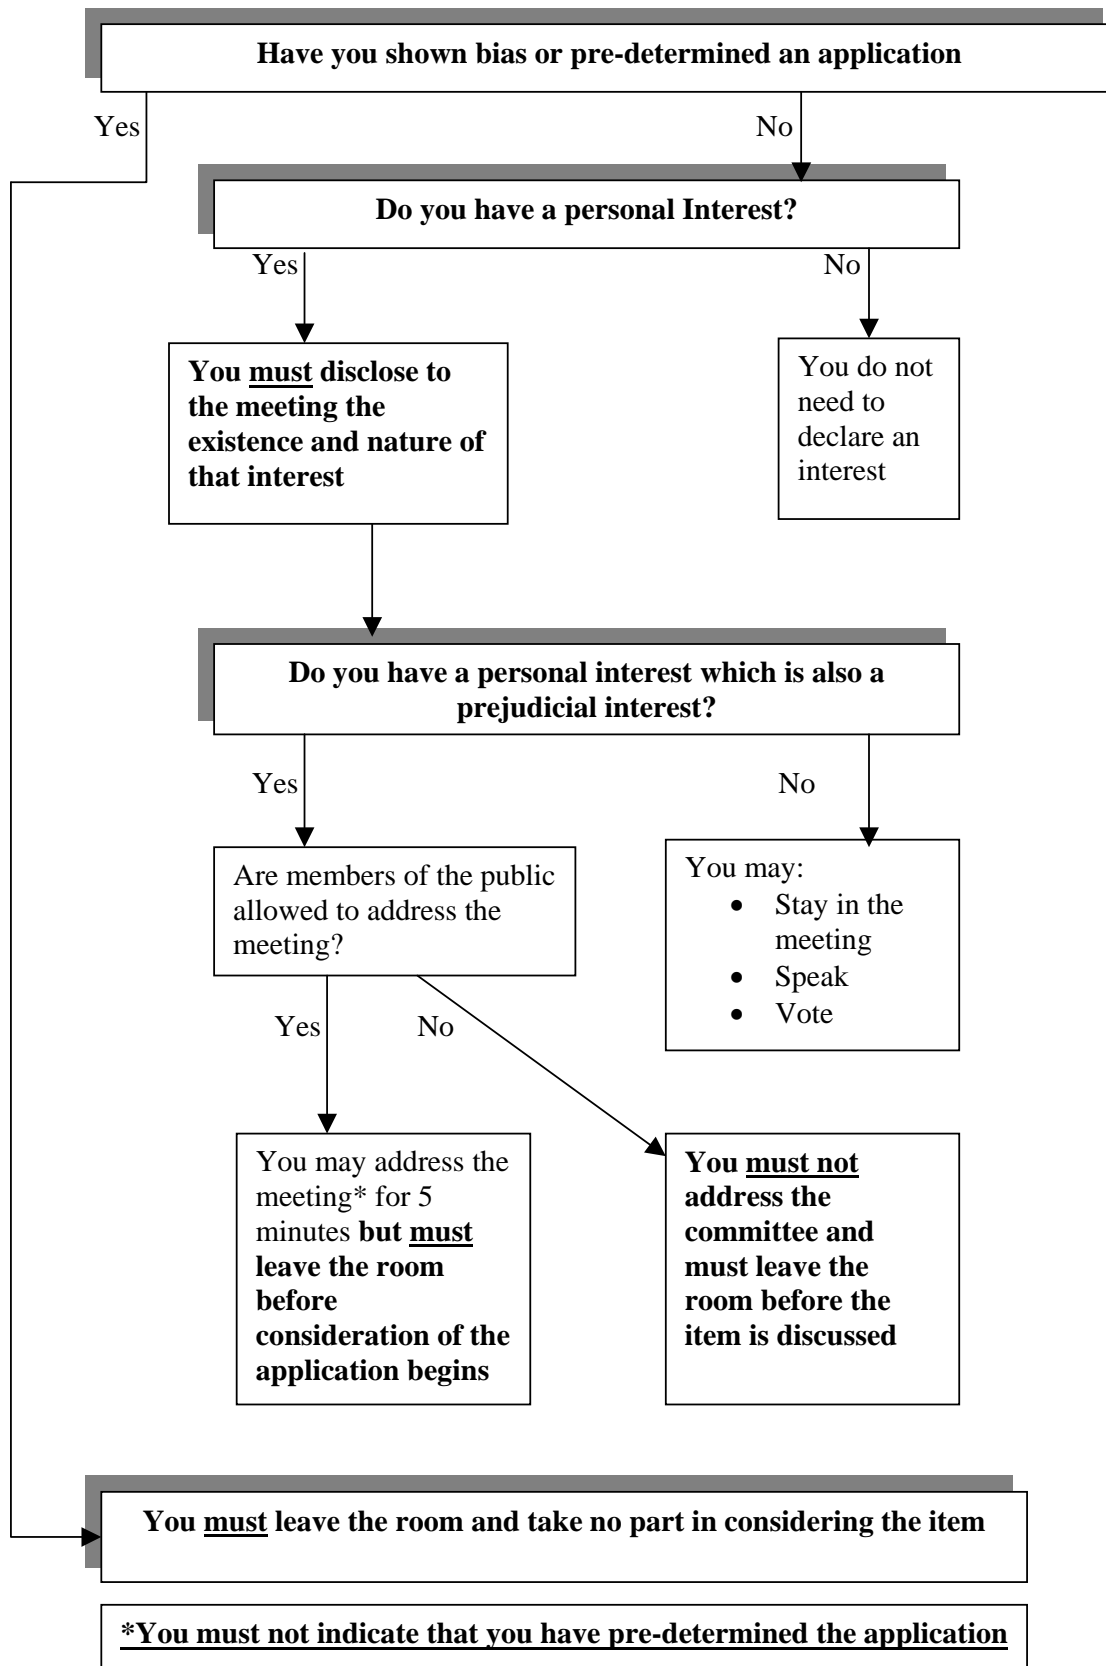 Have you shown bias or pre-determined an application
Yes
No
Do you have a personal Interest?
Yes
No
You must disclose to
the meeting the
existence and nature of
that interest
You do not
need to
declare an
interest
Do you have a personal interest which is also a
prejudicial interest?
Yes
No
Are members of the public
allowed to address the
meeting?
You may:
• Stay in the
meeting
• Speak
• Vote
Yes
No
You may address the
meeting* for 5
minutes but must
leave the room
before
consideration of the
application begins
You must not
address the
committee and
must leave the
room before the
item is discussed
You must leave the room and take no part in considering the item
*You must not indicate that you have pre-determined the application